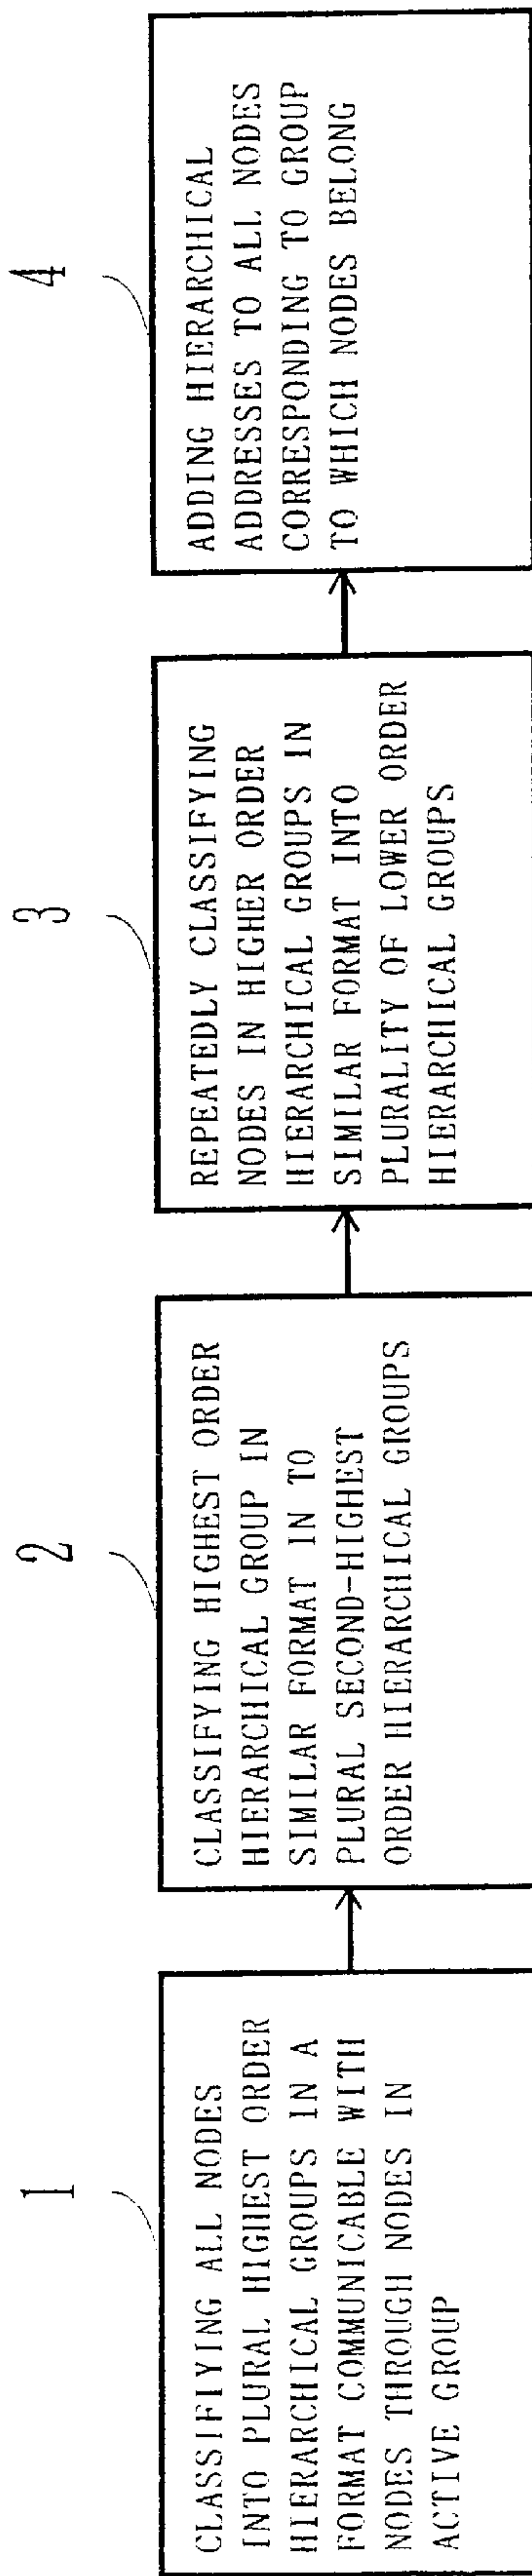 1
CLASSIFIYING ALL NODES
INTO PLURAL HIGHEST ORDER
HIERARCHICAL GROUPS IN A
FORMAT COMMUNICABLE WITH
NODES THROUGH NODES IN
ACTIVE GROUP
2
CLASSIFYING HIGHEST ORDER
HIERARCHICAL GROUP IN
SIMILAR FORMAT IN TO
PLURAL SECOND-HIGHEST
ORDER HIERARCHICAL GROUPS
3
REPEATEDLY CLASSIFYING
NODES IN HIGHER ORDER
HIERARCHICAL GROUPS IN
SIMILAR FORMAT INTO
PLURALITY OF LOWER ORDER
HIERARCHICAL GROUPS
4
ADDING HIERARCHICAL
ADDRESSES TO ALL NODES
CORRESPONDING TO GROUP
TO WHICH NODES BELONG